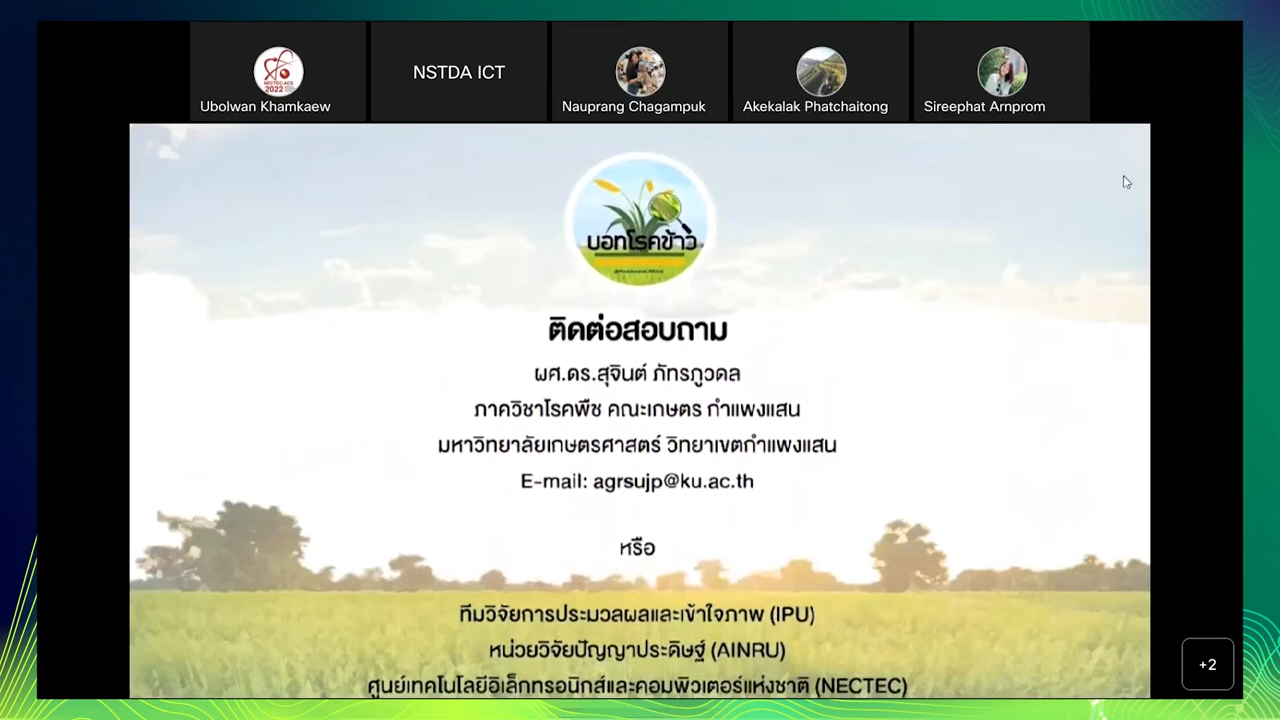 NECTEC-ACE
2022
Ubolwan Khamkaew
NSTDA ICT
Nauprang Chagampuk
Akekalak Phatchaitong
Sireephat Arnprom
บอทโรคข้าว
ติดต่อสอบถาม
ผศ.ดร.สุจินต์ ภัทรภูวดล
ภาควิชาโรคพืช คณะเกษตร กำแพงแสน
มหาวิทยาลัยเกษตรศาสตร์ วิทยาเขตกำแพงแสน
E-mail: agrsujp@ku.ac.th
หรือ
ทีมวิจัยการประมวลผลและเข้าใจภาพ (IPU)
หน่วยวิจัยปัญญาประดิษฐ์ (AINRU)
ศูนย์เทคโนโลยีอิเล็กทรอนิกส์และคอมพิวเตอร์แห่งชาติ (NECTEC)
+2